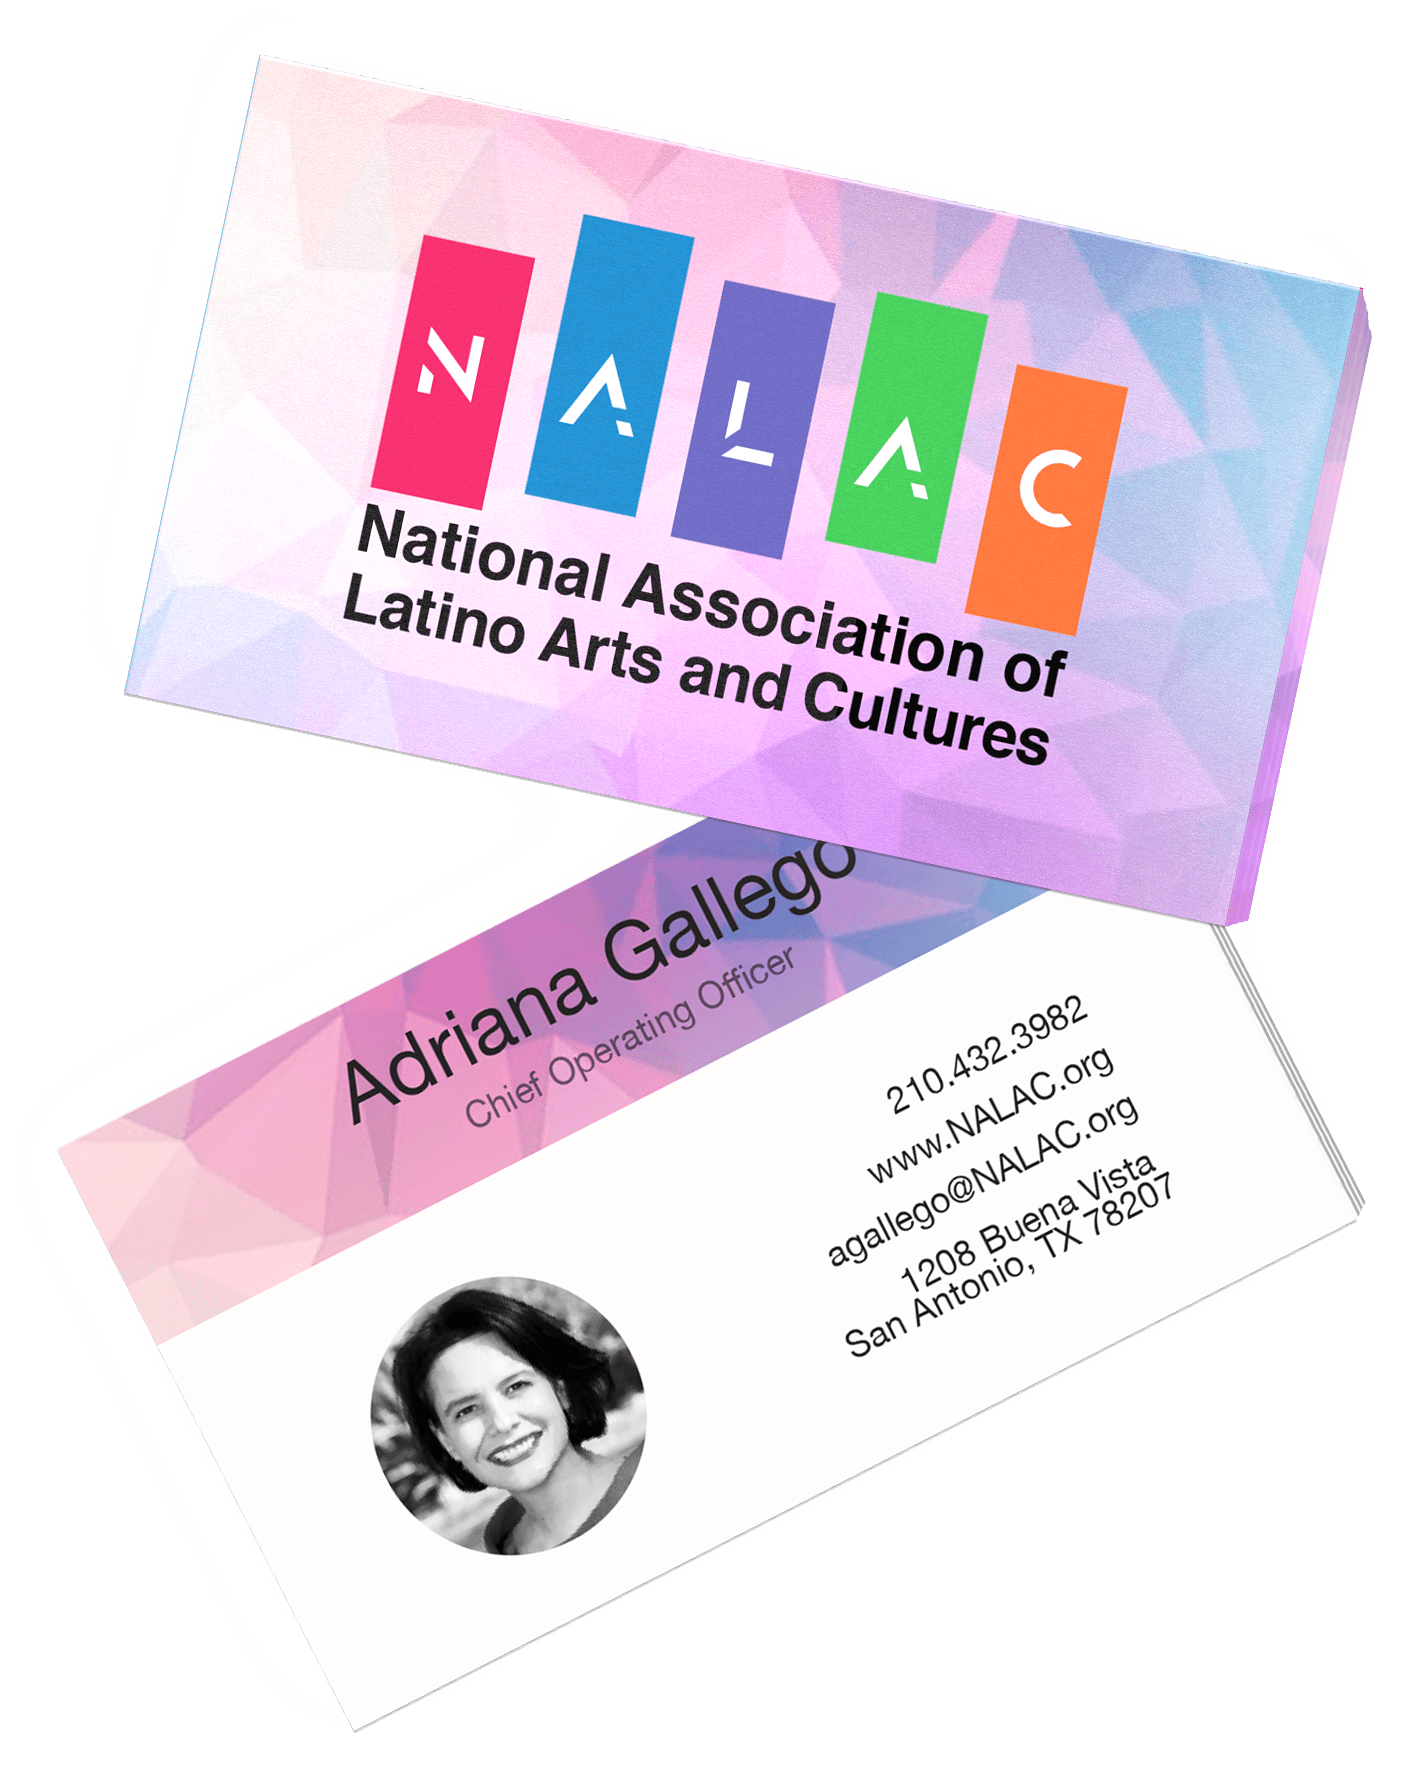 NALAC
National Association of
Latino Arts and Cultures
Adriana Gallego
Chief Operating Officer
210.432.3982
www.NALAC.org
agallego@NALAC.org
1208 Buena Vista
San Antonio, TX 78207